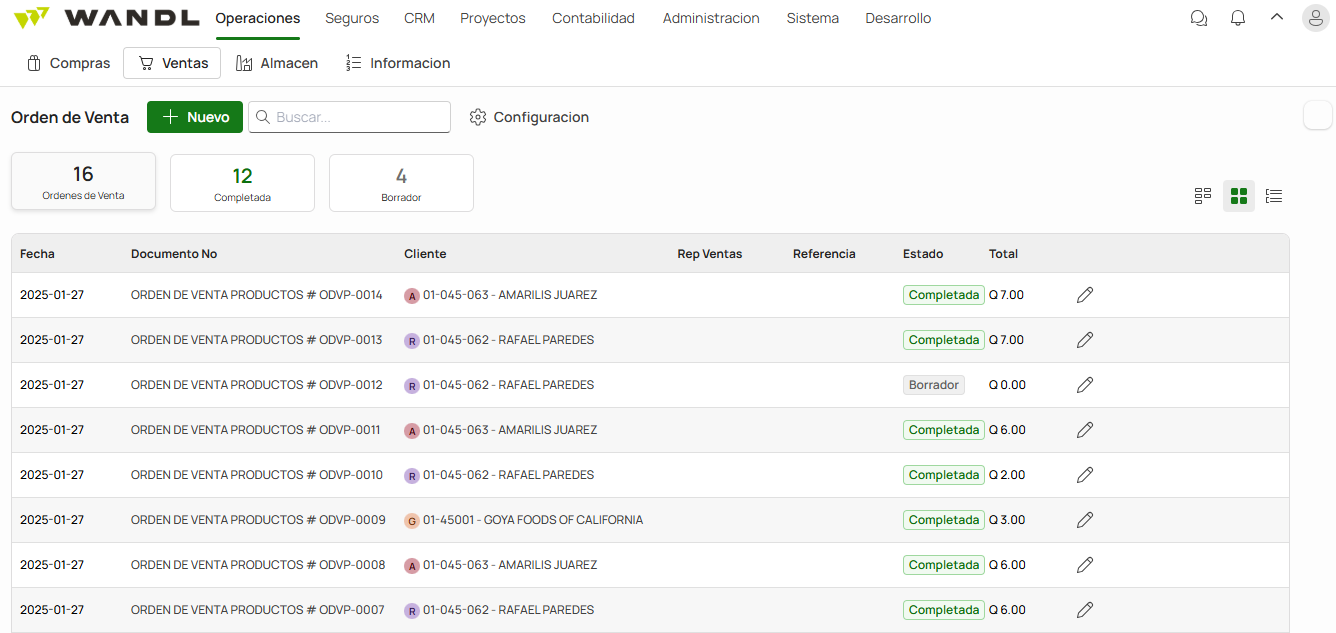 WANDL Operaciones Seguros CRM Proyectos Contabilidad Administracion Sistema Desarrollo
Compras Ventas Almacen Informacion
Orden de Venta Nuevo Buscar... Configuracion
16 12 4
Ordenes de Venta Completada Borrador
Fecha Documento No Cliente Rep Ventas Referencia Estado Total
2025-01-27 ORDEN DE VENTA PRODUCTOS # ODVP-0014 A 01-045-063 - AMARILIS JUAREZ Completada Q 7.00
2025-01-27 ORDEN DE VENTA PRODUCTOS # ODVP-0013 R 01-045-062 - RAFAEL PAREDES Completada Q 7.00
2025-01-27 ORDEN DE VENTA PRODUCTOS # ODVP-0012 R 01-045-062 - RAFAEL PAREDES Borrador Q 0.00
2025-01-27 ORDEN DE VENTA PRODUCTOS # ODVP-0011 A 01-045-063 - AMARILIS JUAREZ Completada Q 6.00
2025-01-27 ORDEN DE VENTA PRODUCTOS # ODVP-0010 R 01-045-062 - RAFAEL PAREDES Completada Q 2.00
2025-01-27 ORDEN DE VENTA PRODUCTOS # ODVP-0009 G 01-45001 - GOYA FOODS OF CALIFORNIA Completada Q 3.00
2025-01-27 ORDEN DE VENTA PRODUCTOS # ODVP-0008 A 01-045-063 - AMARILIS JUAREZ Completada Q 6.00
2025-01-27 ORDEN DE VENTA PRODUCTOS # ODVP-0007 R 01-045-062 - RAFAEL PAREDES Completada Q 6.00